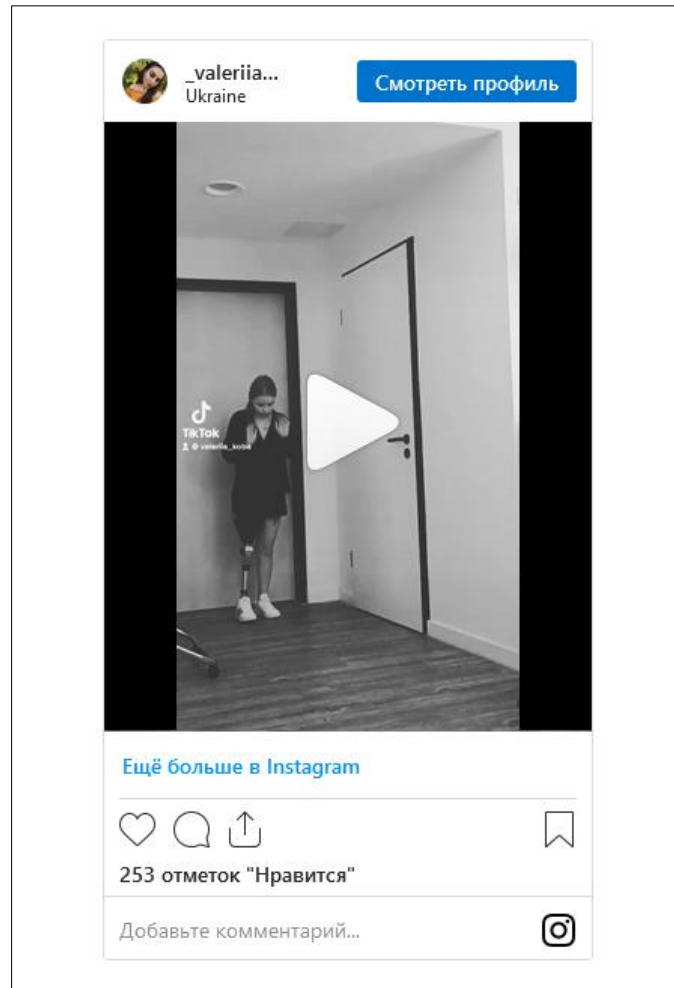 _valeriia...
Ukraine
Смотреть профиль
TikTok
Ещё больше в Instagram
253 отметок "Нравится"
Добавьте комментарий...